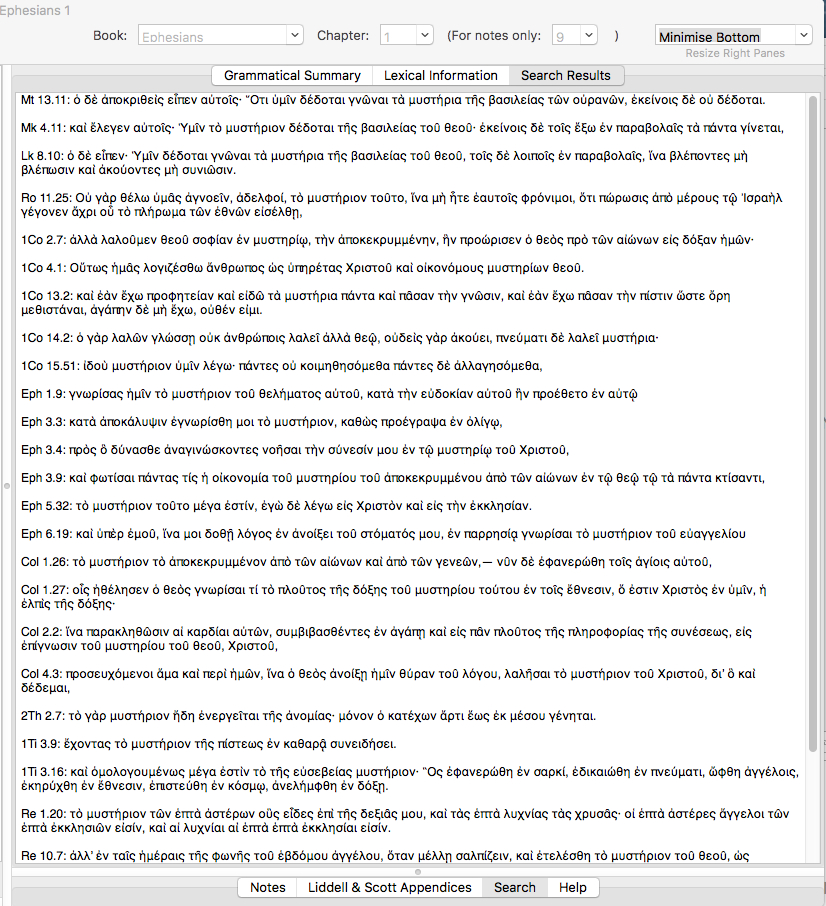 Ephesians 1
Book: Ephesians Chapter: 1 (For notes only: 9 ) Minimise Bottom
Resize Right Panes
Grammatical Summary Lexical Information Search Results
Mt 13.11: ὁ δὲ ἀποκριθεὶς εἶπεν αὐτοῖς· Ὅτι ὑμῖν δέδοται γνῶναι τὰ μυστήρια τῆς βασιλείας τῶν οὐρανῶν, ἐκείνοις δὲ οὐ δέδοται.
Mk 4.11: καὶ ἔλεγεν αὐτοῖς· Ὑμῖν τὸ μυστήριον δέδοται τῆς βασιλείας τοῦ θεοῦ· ἐκείνοις δὲ τοῖς ἔξω ἐν παραβολαῖς τὰ πάντα γίνεται,
Lk 8.10: ὁ δὲ εἶπεν· Ὑμῖν δέδοται γνῶναι τὰ μυστήρια τῆς βασιλείας τοῦ θεοῦ, τοῖς δὲ λοιποῖς ἐν παραβολαῖς, ἵνα βλέποντες μὴ
βλέπωσιν καὶ ἀκούοντες μὴ συνιῶσιν.
Ro 11.25: Οὐ γὰρ θέλω ὑμᾶς ἀγνοεῖν, ἀδελφοί, τὸ μυστήριον τοῦτο, ἵνα μὴ ἦτε ἑαυτοῖς φρόνιμοι, ὅτι πώρωσις ἀπὸ μέρους τῷ Ἰσραὴλ
γέγονεν ἄχρι οὗ τὸ πλήρωμα τῶν ἐθνῶν εἰσέλθῃ,
1Co 2.7: ἀλλὰ λαλοῦμεν θεοῦ σοφίαν ἐν μυστηρίῳ, τὴν ἀποκεκρυμμένην, ἣν προώρισεν ὁ θεὸς πρὸ τῶν αἰώνων εἰς δόξαν ἡμῶν·
1Co 4.1: Οὕτως ἡμᾶς λογιζέσθω ἄνθρωπος ὡς ὑπηρέτας Χριστοῦ καὶ οἰκονόμους μυστηρίων θεοῦ.
1Co 13.2: καὶ ἐὰν ἔχω προφητείαν καὶ εἰδῶ τὰ μυστήρια πάντα καὶ πᾶσαν τὴν γνῶσιν, καὶ ἐὰν ἔχω πᾶσαν τὴν πίστιν ὥστε ὄρη
μεθιστάναι, ἀγάπην δὲ μὴ ἔχω, οὐθέν εἰμι.
1Co 14.2: ὁ γὰρ λαλῶν γλώσσῃ οὐκ ἀνθρώποις λαλεῖ ἀλλὰ θεῷ, οὐδεὶς γὰρ ἀκούει, πνεύματι δὲ λαλεῖ μυστήρια·
1Co 15.51: ἰδοὺ μυστήριον ὑμῖν λέγω· πάντες οὐ κοιμηθησόμεθα πάντες δὲ ἀλλαγησόμεθα,
Eph 1.9: γνωρίσας ἡμῖν τὸ μυστήριον τοῦ θελήματος αὐτοῦ, κατὰ τὴν εὐδοκίαν αὐτοῦ ἣν προέθετο ἐν αὐτῷ
Eph 3.3: κατὰ ἀποκάλυψιν ἐγνωρίσθη μοι τὸ μυστήριον, καθὼς προέγραψα ἐν ὀλίγῳ,
Eph 3.4: πρὸς ὃ δύνασθε ἀναγινώσκοντες νοῆσαι τὴν σύνεσίν μου ἐν τῷ μυστηρίῳ τοῦ Χριστοῦ,
Eph 3.9: καὶ φωτίσαι πάντας τίς ἡ οἰκονομία τοῦ μυστηρίου τοῦ ἀποκεκρυμμένου ἀπὸ τῶν αἰώνων ἐν τῷ θεῷ τῷ τὰ πάντα κτίσαντι,
Eph 5.32: τὸ μυστήριον τοῦτο μέγα ἐστίν, ἐγὼ δὲ λέγω εἰς Χριστὸν καὶ εἰς τὴν ἐκκλησίαν.
Eph 6.19: καὶ ὑπὲρ ἐμοῦ, ἵνα μοι δοθῇ λόγος ἐν ἀνοίξει τοῦ στόματός μου, ἐν παρρησίᾳ γνωρίσαι τὸ μυστήριον τοῦ εὐαγγελίου
Col 1.26: τὸ μυστήριον τὸ ἀποκεκρυμμένον ἀπὸ τῶν αἰώνων καὶ ἀπὸ τῶν γενεῶν,— νῦν δὲ ἐφανερώθη τοῖς ἁγίοις αὐτοῦ,
Col 1.27: οἷς ἠθέλησεν ὁ θεὸς γνωρίσαι τί τὸ πλοῦτος τῆς δόξης τοῦ μυστηρίου τούτου ἐν τοῖς ἔθνεσιν, ὅ ἐστιν Χριστὸς ἐν ὑμῖν, ἡ
ἐλπὶς τῆς δόξης·
Col 2.2: ἵνα παρακληθῶσιν αἱ καρδίαι αὐτῶν, συμβιβασθέντες ἐν ἀγάπῃ καὶ εἰς πᾶν πλοῦτος τῆς πληροφορίας τῆς συνέσεως, εἰς
ἐπίγνωσιν τοῦ μυστηρίου τοῦ θεοῦ, Χριστοῦ,
Col 4.3: προσευχόμενοι ἅμα καὶ περὶ ἡμῶν, ἵνα ὁ θεὸς ἀνοίξῃ ἡμῖν θύραν τοῦ λόγου, λαλῆσαι τὸ μυστήριον τοῦ Χριστοῦ, δι’ ὃ καὶ
δέδεμαι,
2Th 2.7: τὸ γὰρ μυστήριον ἤδη ἐνεργεῖται τῆς ἀνομίας· μόνον ὁ κατέχων ἄρτι ἕως ἐκ μέσου γένηται.
1Ti 3.9: ἔχοντας τὸ μυστήριον τῆς πίστεως ἐν καθαρᾷ συνειδήσει.
1Ti 3.16: καὶ ὁμολογουμένως μέγα ἐστὶν τὸ τῆς εὐσεβείας μυστήριον· Ὃς ἐφανερώθη ἐν σαρκί, ἐδικαιώθη ἐν πνεύματι, ὤφθη ἀγγέλοις,
ἐκηρύχθη ἐν ἔθνεσιν, ἐπιστεύθη ἐν κόσμῳ, ἀνελήμφθη ἐν δόξῃ.
Re 1.20: τὸ μυστήριον τῶν ἑπτὰ ἀστέρων οὓς εἶδες ἐπὶ τῆς δεξιᾶς μου, καὶ τὰς ἑπτὰ λυχνίας τὰς χρυσᾶς· οἱ ἑπτὰ ἀστέρες ἄγγελοι τῶν
ἑπτὰ ἐκκλησιῶν εἰσίν, καὶ αἱ λυχνίαι αἱ ἑπτὰ ἑπτὰ ἐκκλησίαι εἰσίν.
Re 10.7: ἀλλ’ ἐν ταῖς ἡμέραις τῆς φωνῆς τοῦ ἑβδόμου ἀγγέλου, ὅταν μέλλῃ σαλπίζειν, καὶ ἐτελέσθη τὸ μυστήριον τοῦ θεοῦ, ὡς
Notes Liddell & Scott Appendices Search Help